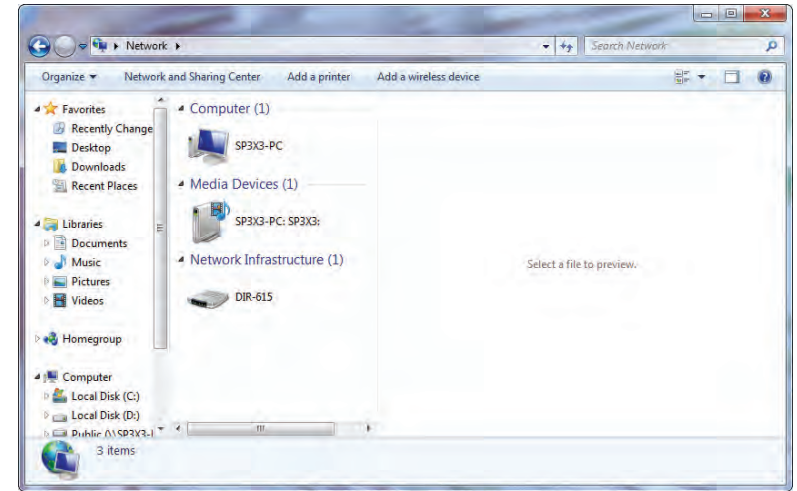 Network
Search Network
Organize
Network and Sharing Center
Add a printer
Add a wireless device
Favorites
Recently Change
Desktop
Downloads
Recent Places
Libraries
Documents
Music
Pictures
Videos
Homegroup
Computer
Local Disk (C:)
Local Disk (D:)
Public (\\SP3X3-
Computer (1)
SP3X3-PC
Media Devices (1)
SP3X3-PC: SP3X3:
Network Infrastructure (1)
DIR-615
Select a file to preview.
3 items